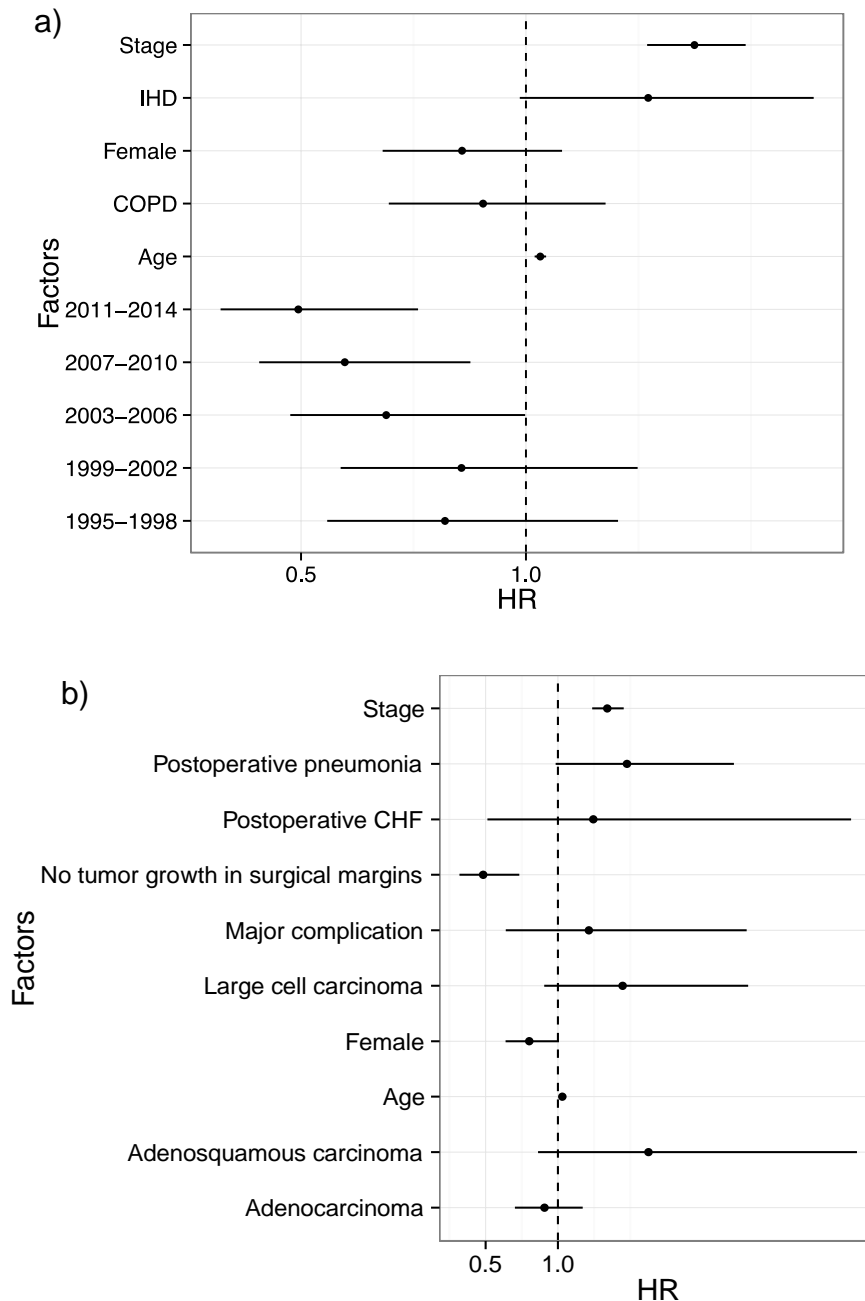 a)
Stage
IHD
Female
COPD
Age
2011−2014
2007−2010
2003−2006
1999−2002
1995−1998
Factors
0.5 1.0
HR
b)
Stage
Postoperative pneumonia
Postoperative CHF
No tumor growth in surgical margins
Major complication
Large cell carcinoma
Female
Age
Adenosquamous carcinoma
Adenocarcinoma
Factors
0.5 1.0
HR